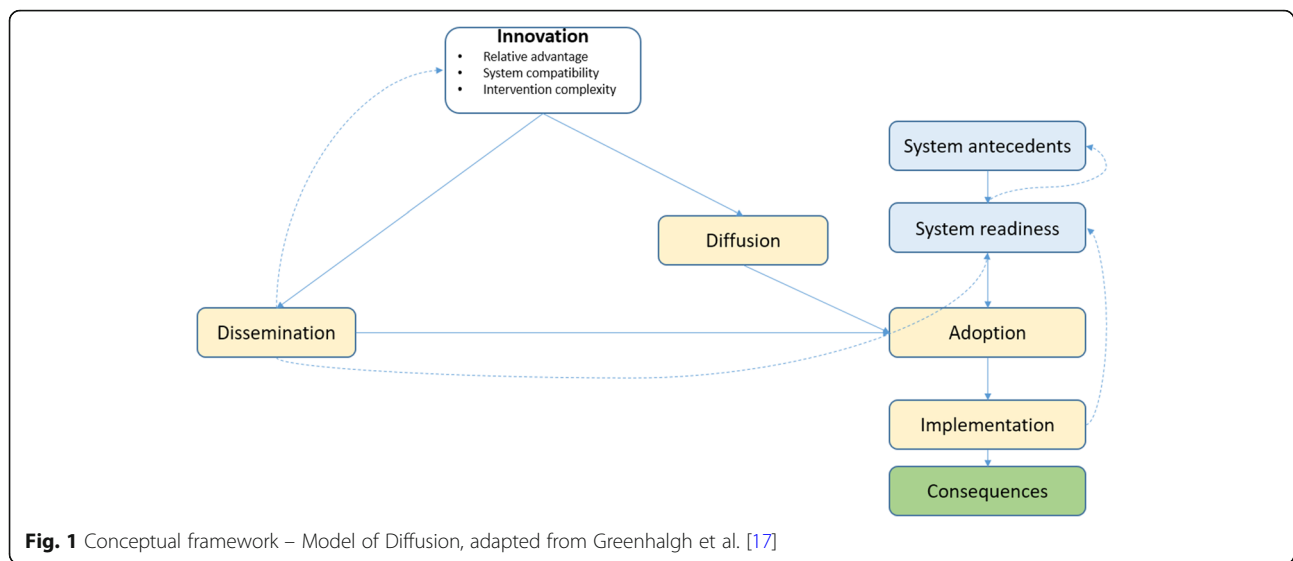 Innovation
• Relative advantage
• System compatibility
• Intervention complexity
System antecedents
System readiness
Diffusion
Dissemination
Adoption
Implementation
Consequences
Fig. 1 Conceptual framework – Model of Diffusion, adapted from Greenhalgh et al. [17]